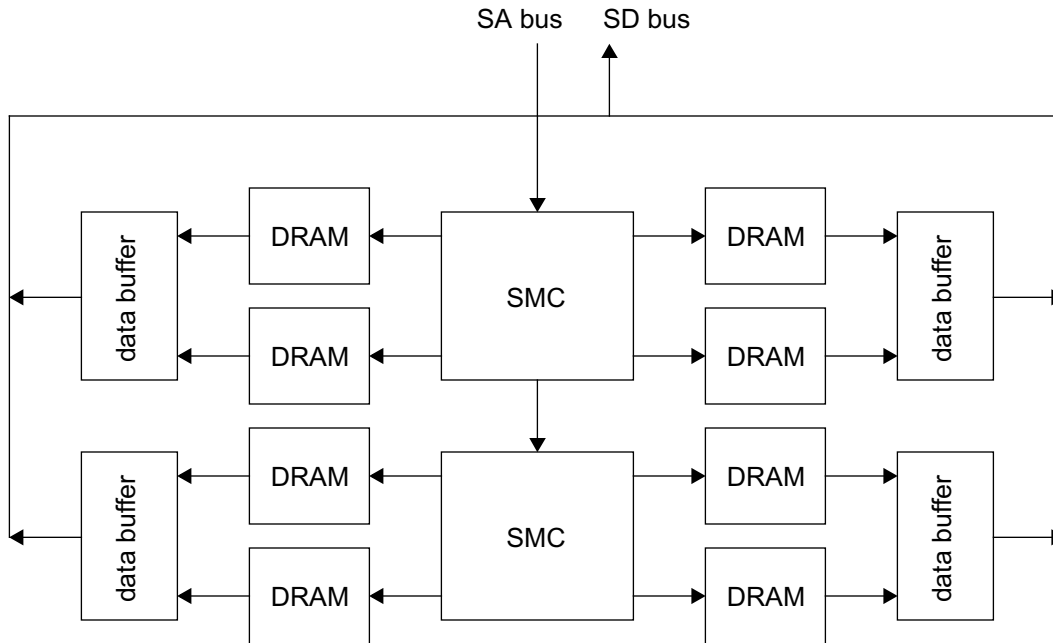 SA bus
SD bus
DRAM
DRAM
data buffer
SMC
data buffer
DRAM
DRAM
DRAM
DRAM
data buffer
SMC
data buffer
DRAM
DRAM